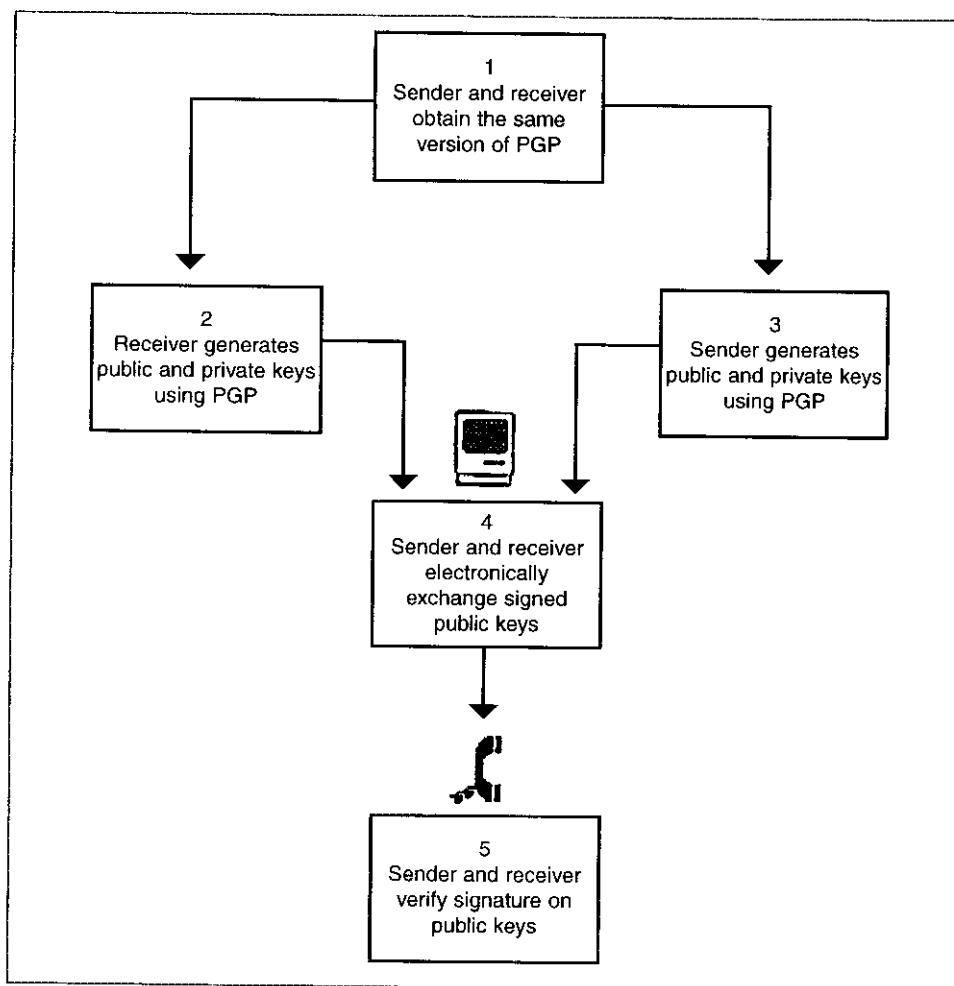 1
Sender and receiver
obtain the same
version of PGP
2
Receiver generates
public and private keys
using PGP
3
Sender generates
public and private keys
using PGP
4
Sender and receiver
electronically
exchange signed
public keys
5
Sender and receiver
verify signature on
public keys